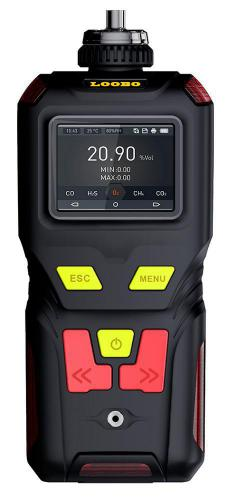 LOOBO
15:43 25 °C 60%RH
20.90 %Vol
MIN:0.00
MAX:0.00
CO H₂S O₂ CH₄ CO₂
ESC MENU